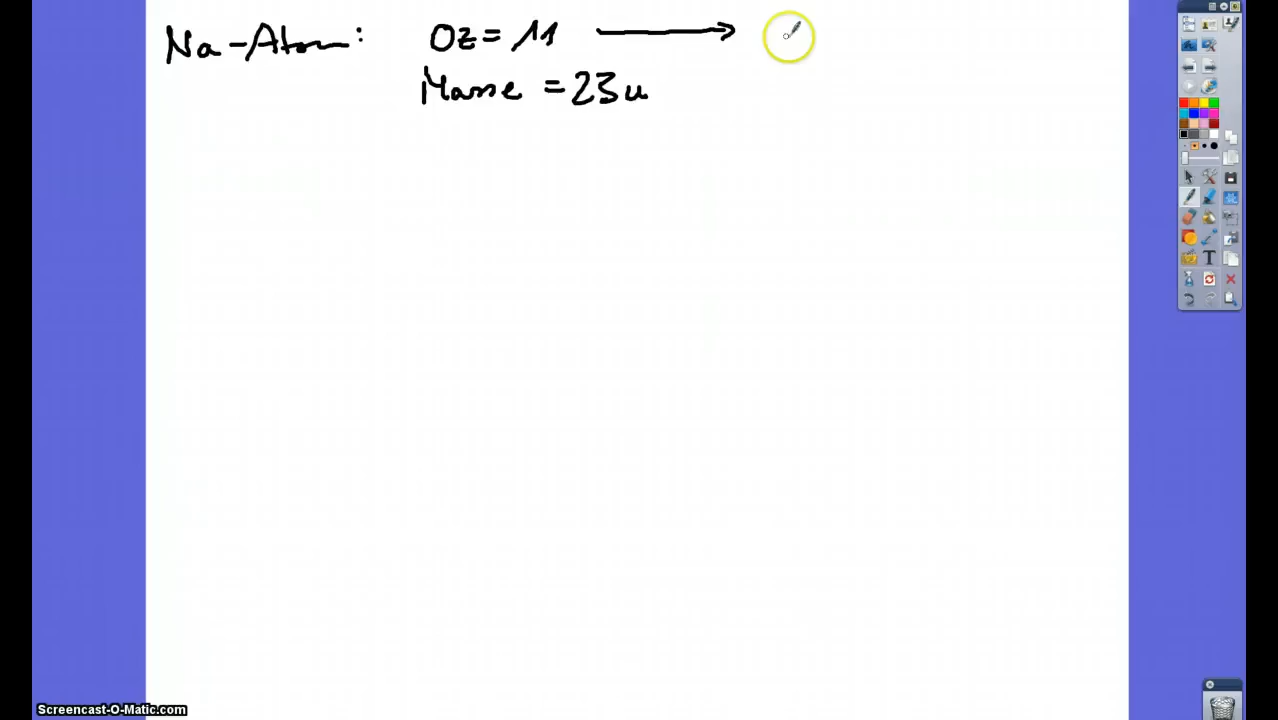 Na-Atom: Oz = 11
Masse = 23u
Screencast-O-Matic.com